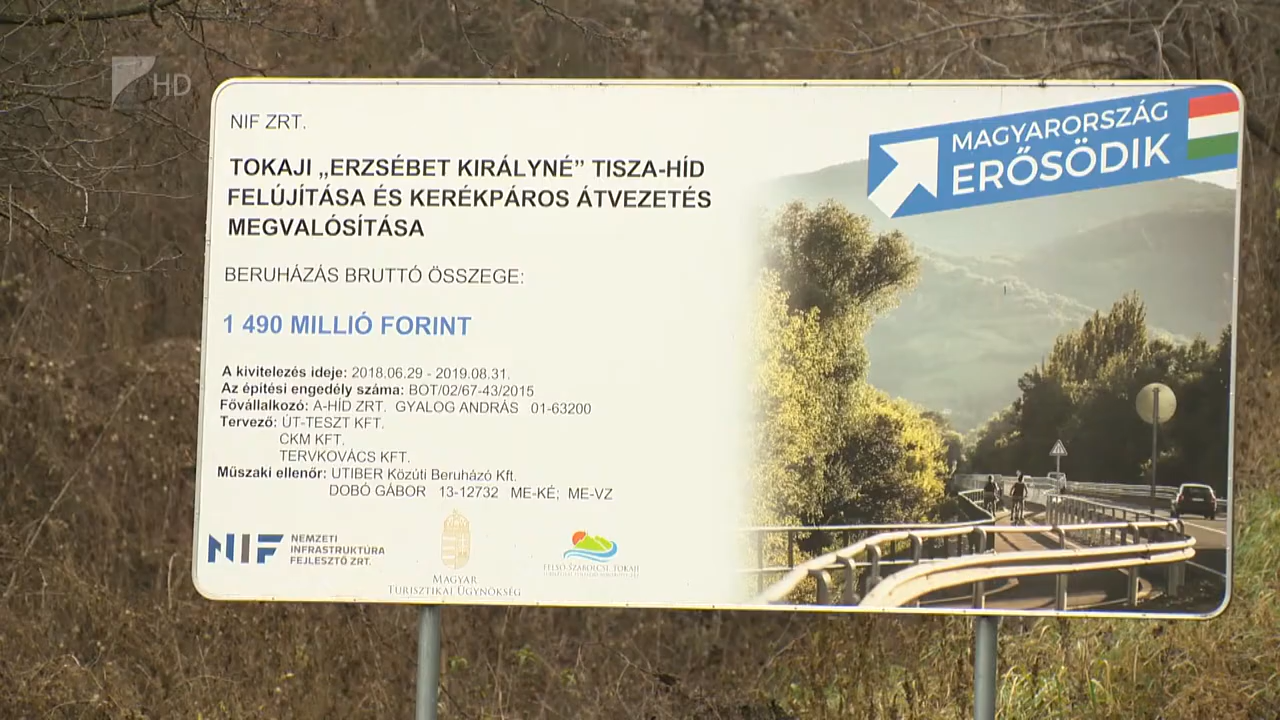 HD
NIF ZRT.
TOKAJI „ERZSÉBET KIRÁLYNÉ” TISZA-HÍD
FELÚJÍTÁSA ÉS KERÉKPÁROS ÁTVEZETÉS
MEGVALÓSÍTÁSA
BERUHÁZÁS BRUTTÓ ÖSSZEGE:
1 490 MILLIÓ FORINT
A kivitelezés ideje: 2018.06.29 - 2019.08.31.
Az építési engedély száma: BOT/02/67-43/2015
Fővállalkozó: A-HÍD ZRT. GYALOG ANDRÁS 01-63200
Tervező: ÚT-TESZT KFT.
CKM KFT.
TERVKOVÁCS KFT.
Műszaki ellenőr: UTIBER Közúti Beruházó Kft.
DOBÓ GÁBOR 13-12732 ME-KÉ; ME-VZ
NIF
NEMZETI
INFRASTRUKTÚRA
FEJLESZTŐ ZRT.
MAGYAR
TURISZTIKAI ÜGYNÖKSÉG
FELSŐ-SZABOLCSI, TOKAJI
MAGYARORSZÁG
ERŐSÖDIK